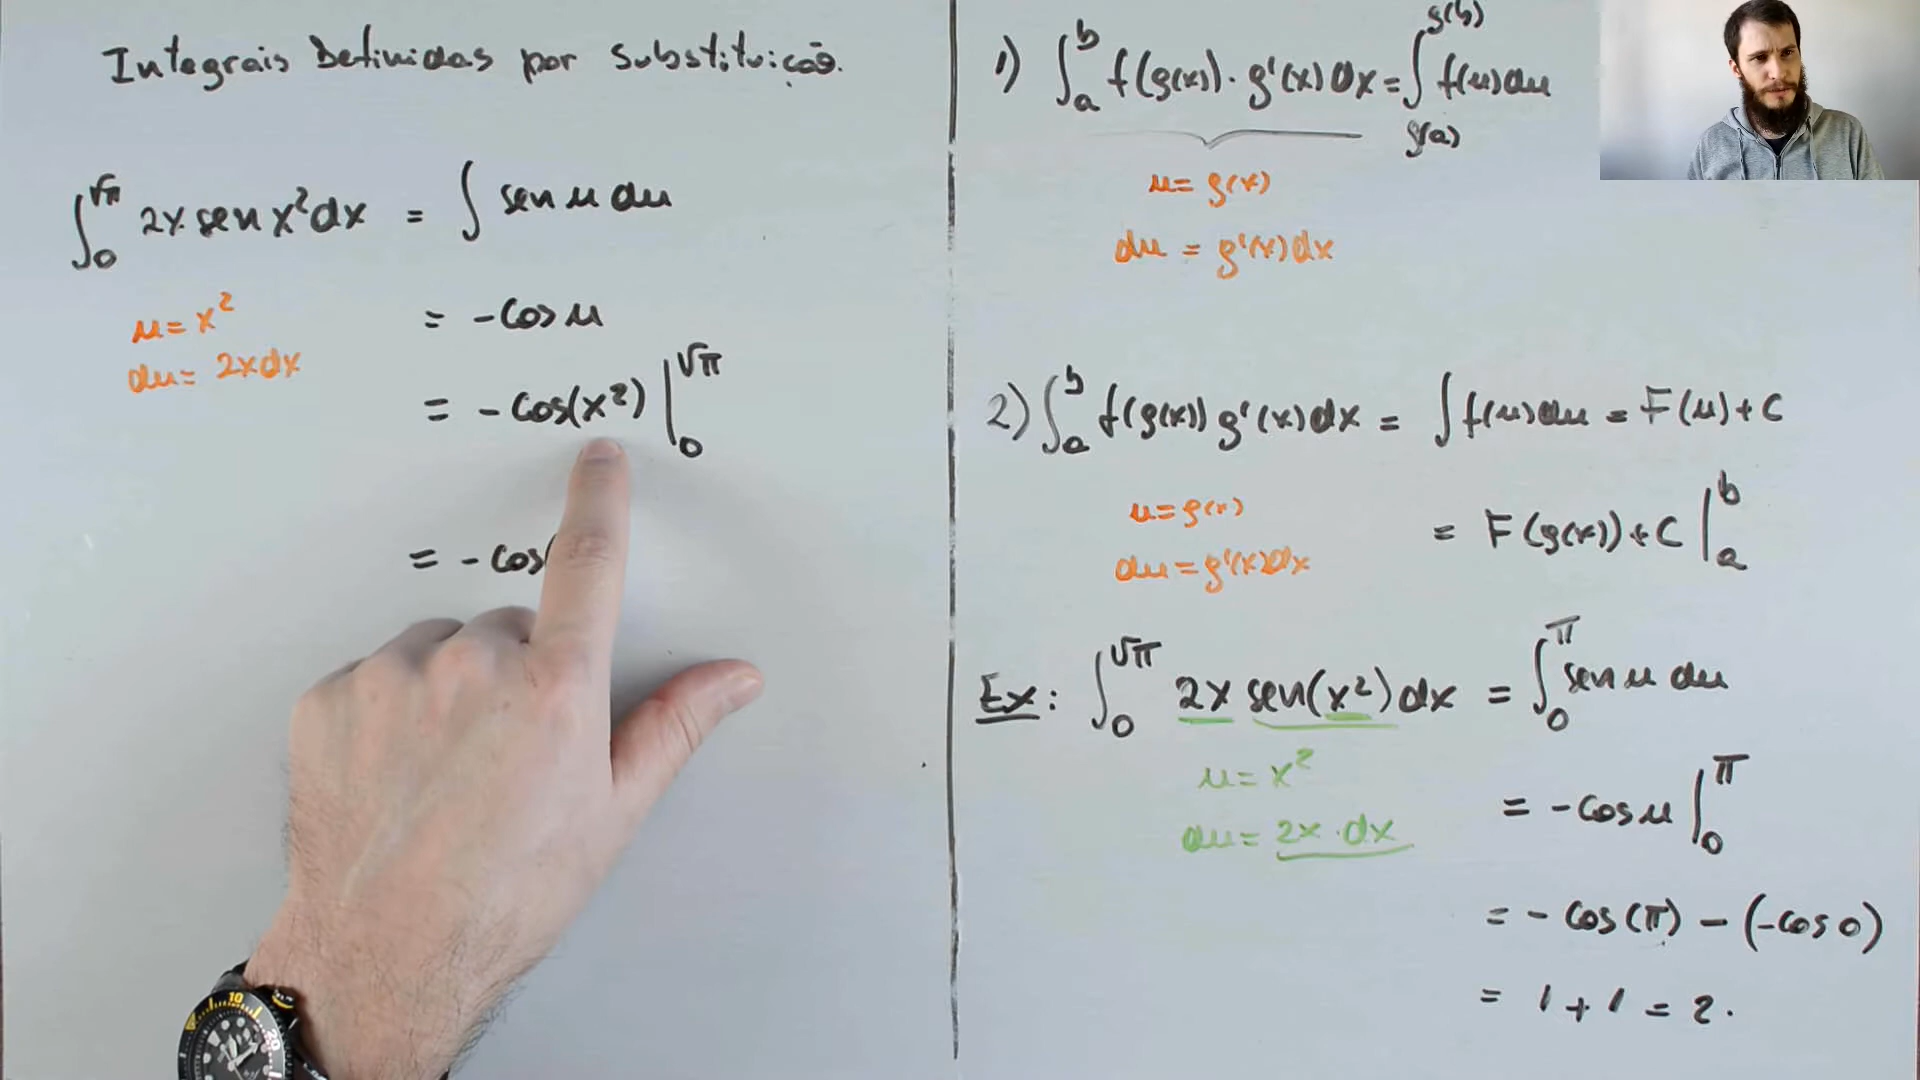 Integrais Definidas por substituição.
∫₀^√π 2x sen x² dx = ∫ sen u du
u = x²
du = 2x dx
= -cos u
= -cos(x²) |₀^√π
= -cos(
1) ∫ₐᵇ f(g(x)) · g'(x) dx = ∫_{g(a)}^{g(b)} f(u) du
u = g(x)
du = g'(x) dx
2) ∫ₐᵇ f(g(x)) g'(x) dx = ∫ f(u) du = F(u) + C
u = g(x)
du = g'(x) dx
= F(g(x)) + C |ₐᵇ
Ex: ∫₀^√π 2x sen(x²) dx = ∫₀^π sen u du
u = x²
du = 2x · dx
= -cos u |₀^π
= -cos(π) - (-cos 0)
= 1 + 1 = 2.
10
20